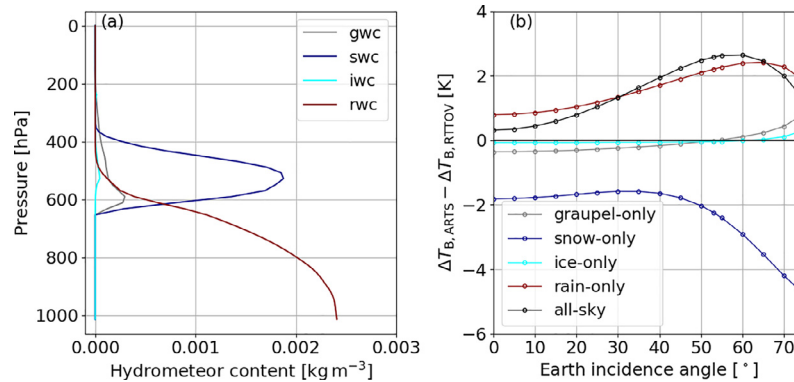 (a)
gwc
swc
iwc
rwc
0
200
400
600
800
1000
Pressure [hPa]
0.000
0.001
0.002
0.003
Hydrometeor content [kg m⁻³]
(b)
4
2
0
−2
−4
−6
ΔT_B,ARTS − ΔT_B,RTTOV [K]
graupel-only
snow-only
ice-only
rain-only
all-sky
0
10
20
30
40
50
60
70
Earth incidence angle [°]